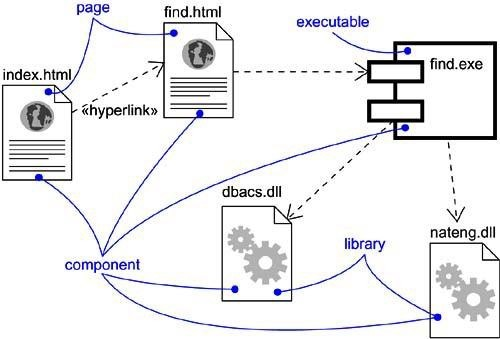 page
find.html
executable
index.html
find.exe
«hyperlink»
dbacs.dll
library
nateng.dll
component